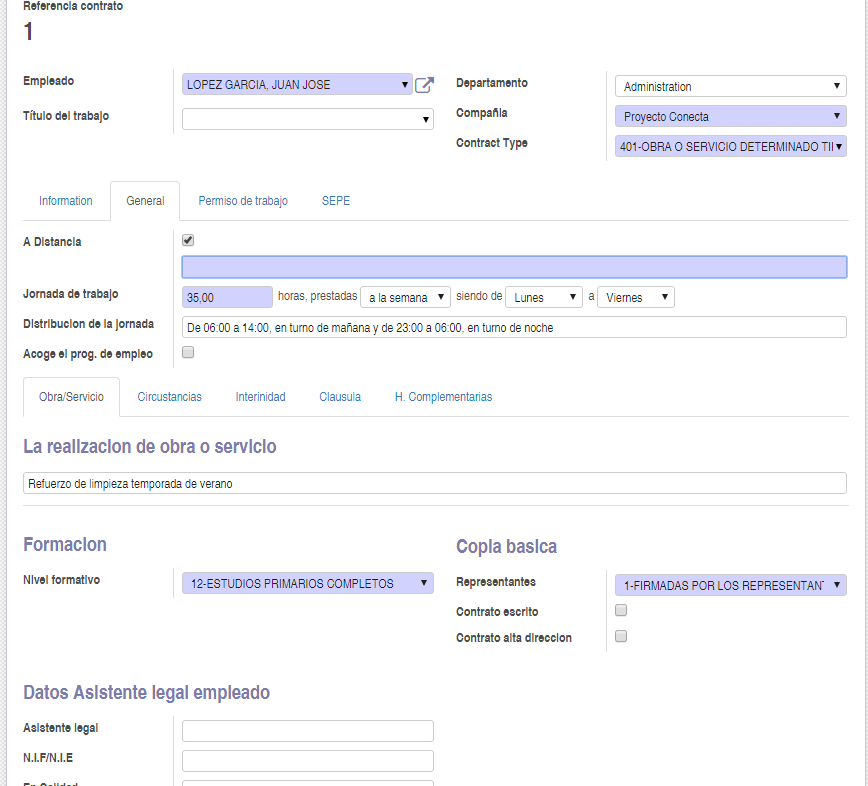 Referencia contrato
1
Empleado LOPEZ GARCIA, JUAN JOSE
Título del trabajo
Departamento Administration
Compañia Proyecto Conecta
Contract Type 401-OBRA O SERVICIO DETERMINADO TI
Information General Permiso de trabajo SEPE
A Distancia
Jornada de trabajo 35,00 horas, prestadas a la semana siendo de Lunes a Viernes
Distribucion de la jornada De 06:00 a 14:00, en turno de mañana y de 23:00 a 06:00, en turno de noche
Acoge el prog. de empleo
Obra/Servicio Circustancias Interinidad Clausula H. Complementarias
La realizacion de obra o servicio
Refuerzo de limpieza temporada de verano
Formacion
Nivel formativo 12-ESTUDIOS PRIMARIOS COMPLETOS
Copia basica
Representantes 1-FIRMADAS POR LOS REPRESENTAN
Contrato escrito
Contrato alta direccion
Datos Asistente legal empleado
Asistente legal
N.I.F/N.I.E